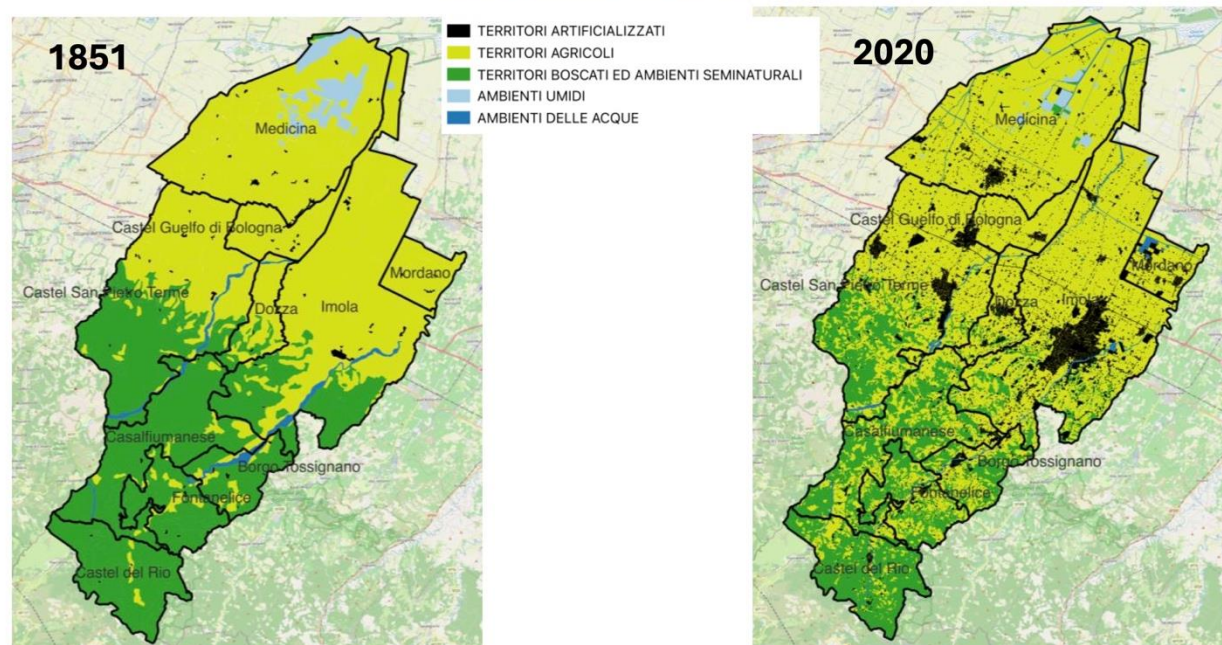 1851
TERRITORI ARTIFICIALIZZATI
TERRITORI AGRICOLI
TERRITORI BOSCATI ED AMBIENTI SEMINATURALI
AMBIENTI UMIDI
AMBIENTI DELLE ACQUE
Medicina
Castel Guelfo di Bologna
Mordano
Castel San Pietro Terme
Dozza
Imola
Casalfiumanese
Borgo Tossignano
Fontanelice
Castel del Rio
2020
Medicina
Castel Guelfo di Bologna
Mordano
Castel San Pietro Terme
Dozza
Imola
Casalfiumanese
Borgo Tossignano
Fontanelice
Castel del Rio